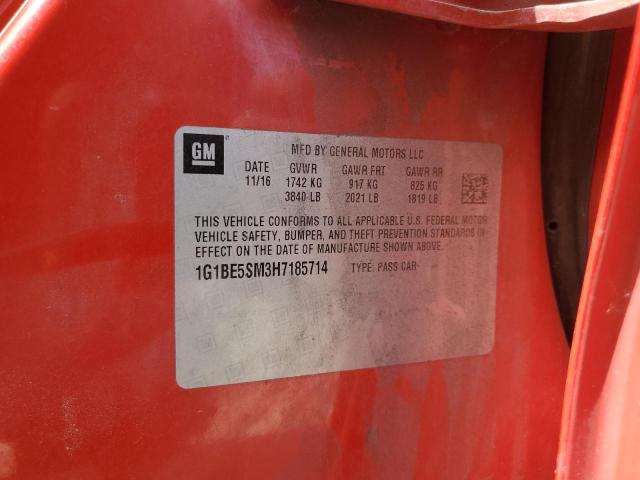 GM
MFD BY GENERAL MOTORS LLC
DATE GVWR GAWR FRT GAWR RR
11/16 1742 KG 917 KG 825 KG
3840 LB 2021 LB 1819 LB
THIS VEHICLE CONFORMS TO ALL APPLICABLE U.S. FEDERAL MOTOR
VEHICLE SAFETY, BUMPER, AND THEFT PREVENTION STANDARDS
IN EFFECT ON THE DATE OF MANUFACTURE SHOWN ABOVE.
1G1BE5SM3H7185714 TYPE: PASS CAR